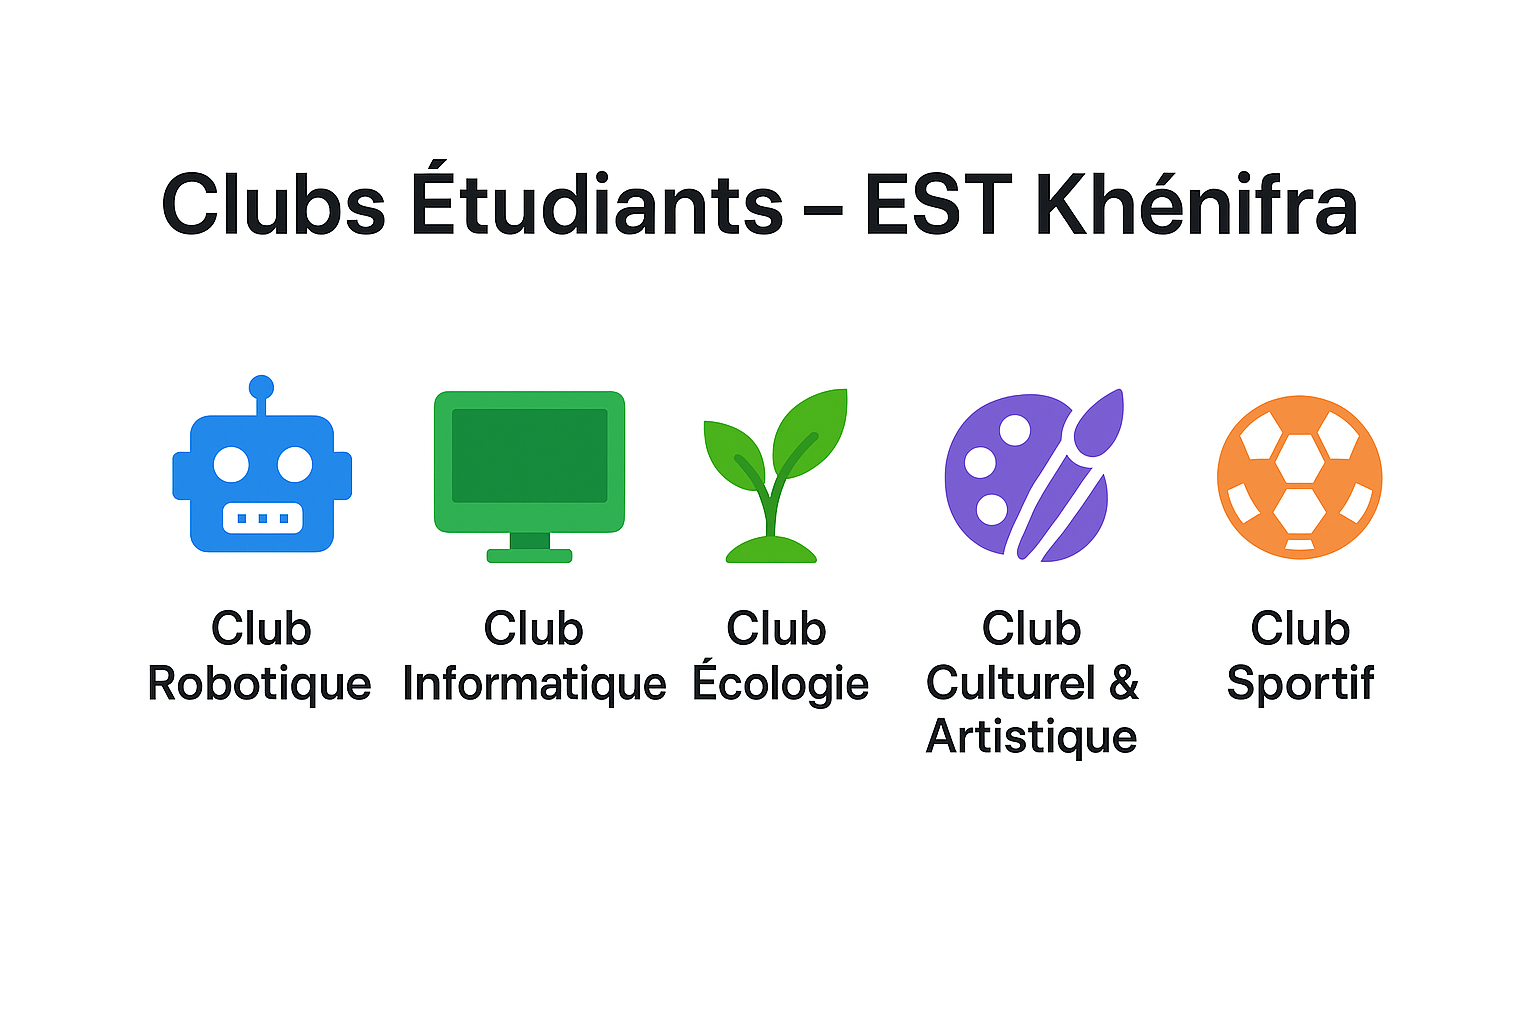 Clubs Étudiants – EST Khénifra
Club
Robotique
Club
Informatique
Club
Écologie
Club
Culturel &
Artistique
Club
Sportif